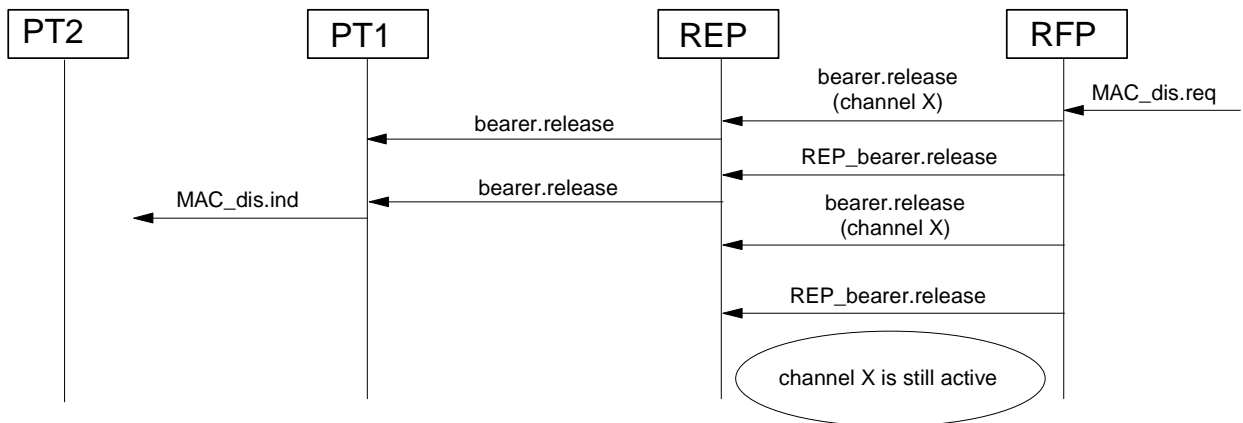 PT2
PT1
REP
RFP
bearer.release
(channel X)
MAC_dis.req
bearer.release
REP_bearer.release
bearer.release
MAC_dis.ind
bearer.release
(channel X)
REP_bearer.release
channel X is still active